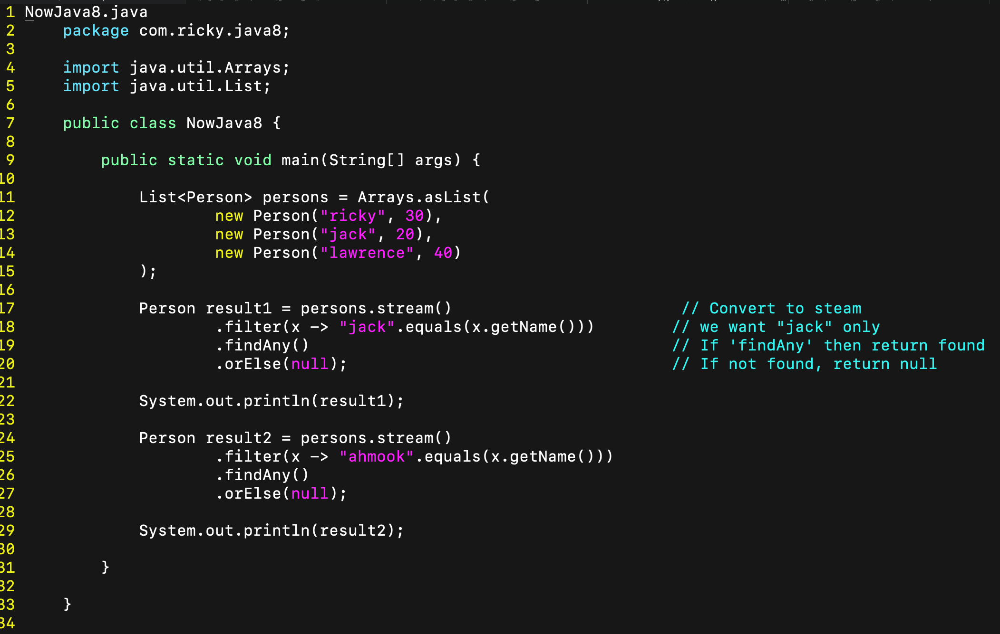 1 NowJava8.java
2     package com.ricky.java8;
3
4     import java.util.Arrays;
5     import java.util.List;
6
7     public class NowJava8 {
8
9         public static void main(String[] args) {
10
11             List<Person> persons = Arrays.asList(
12                     new Person("ricky", 30),
13                     new Person("jack", 20),
14                     new Person("lawrence", 40)
15             );
16
17             Person result1 = persons.stream()                        // Convert to steam
18                     .filter(x -> "jack".equals(x.getName()))        // we want "jack" only
19                     .findAny()                                      // If 'findAny' then return found
20                     .orElse(null);                                  // If not found, return null
21
22             System.out.println(result1);
23
24             Person result2 = persons.stream()
25                     .filter(x -> "ahmook".equals(x.getName()))
26                     .findAny()
27                     .orElse(null);
28
29             System.out.println(result2);
30
31         }
32
33     }
34